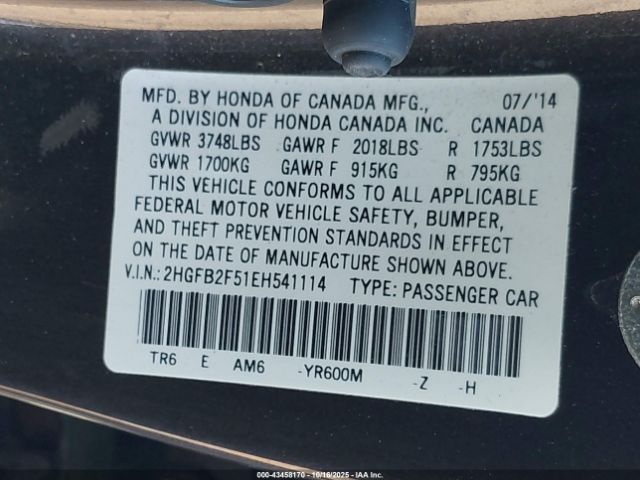 MFD. BY HONDA OF CANADA MFG., 07/'14
A DIVISION OF HONDA CANADA INC. CANADA
GVWR 3748LBS GAWR F 2018LBS R 1753LBS
GVWR 1700KG GAWR F 915KG R 795KG
THIS VEHICLE CONFORMS TO ALL APPLICABLE
FEDERAL MOTOR VEHICLE SAFETY, BUMPER,
AND THEFT PREVENTION STANDARDS IN EFFECT
ON THE DATE OF MANUFACTURE SHOWN ABOVE.
V.I.N.: 2HGFB2F51EH541114 TYPE: PASSENGER CAR
TR6 E AM6 -YR600M -Z -H
000-43458170 - 10/16/2025 - IAA Inc.